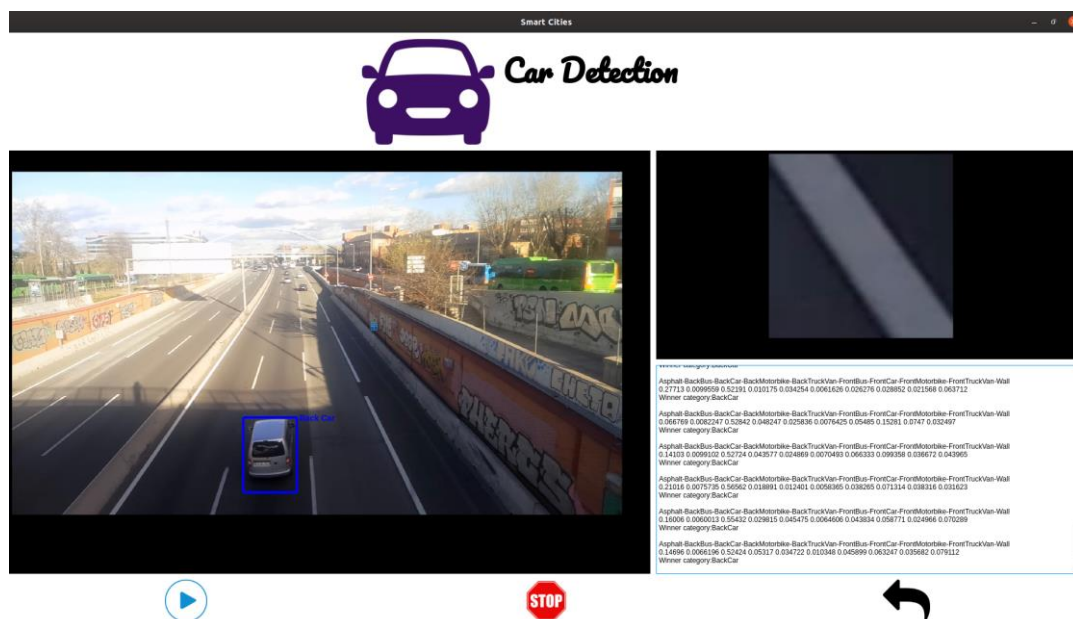 Smart Cities
Car Detection
Back Car
Winner category:BackCar
Asphalt-BackBus-BackCar-BackMotorbike-BackTruckVan-FrontBus-FrontCar-FrontMotorbike-FrontTruckVan-Wall
0.27713 0.0099559 0.52191 0.010175 0.034254 0.0061626 0.026276 0.028852 0.021568 0.063712
Winner category:BackCar
Asphalt-BackBus-BackCar-BackMotorbike-BackTruckVan-FrontBus-FrontCar-FrontMotorbike-FrontTruckVan-Wall
0.066769 0.0082247 0.52842 0.048247 0.025836 0.0076425 0.05485 0.15281 0.0747 0.032497
Winner category:BackCar
Asphalt-BackBus-BackCar-BackMotorbike-BackTruckVan-FrontBus-FrontCar-FrontMotorbike-FrontTruckVan-Wall
0.14103 0.0099102 0.52724 0.043577 0.024869 0.0070493 0.066333 0.099358 0.036672 0.043965
Winner category:BackCar
Asphalt-BackBus-BackCar-BackMotorbike-BackTruckVan-FrontBus-FrontCar-FrontMotorbike-FrontTruckVan-Wall
0.21016 0.0075735 0.56562 0.018891 0.012401 0.0058365 0.038265 0.071314 0.038316 0.031623
Winner category:BackCar
Asphalt-BackBus-BackCar-BackMotorbike-BackTruckVan-FrontBus-FrontCar-FrontMotorbike-FrontTruckVan-Wall
0.16006 0.0060013 0.55432 0.029815 0.045475 0.0064606 0.043834 0.058771 0.024966 0.070289
Winner category:BackCar
Asphalt-BackBus-BackCar-BackMotorbike-BackTruckVan-FrontBus-FrontCar-FrontMotorbike-FrontTruckVan-Wall
0.14696 0.0066196 0.52424 0.05317 0.034722 0.010348 0.045899 0.063247 0.035682 0.079112
Winner category:BackCar
STOP